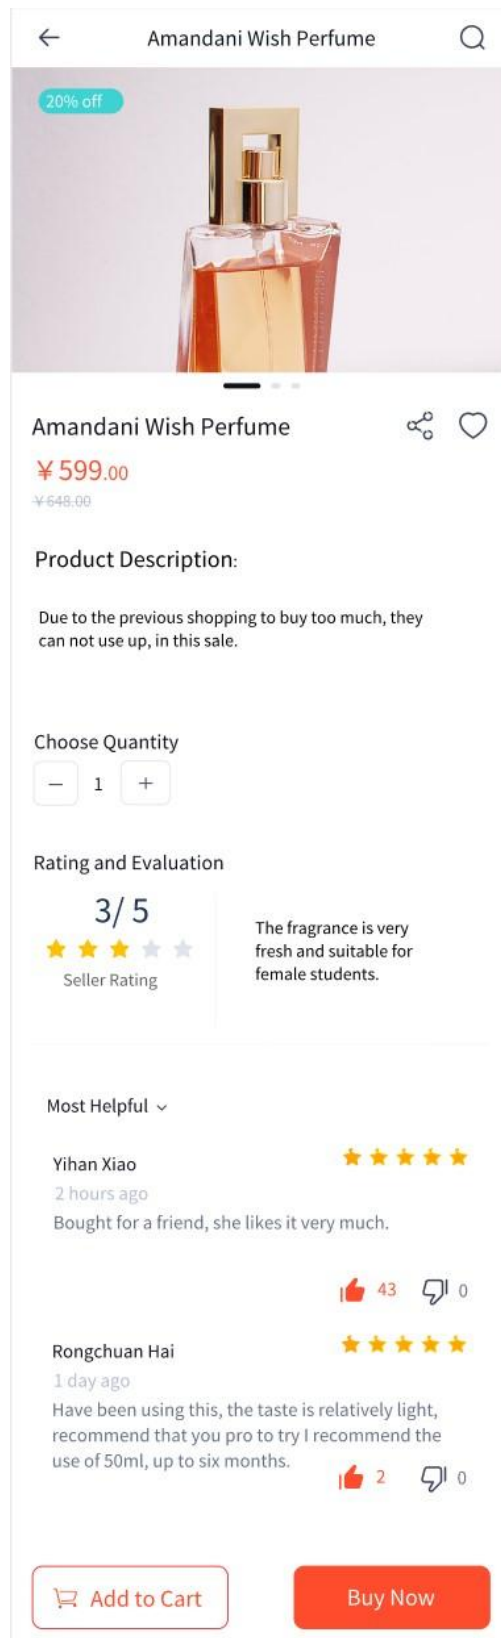 Amandani Wish Perfume
20% off
Amandani Wish Perfume
￥599.00
￥648.00
Product Description:
Due to the previous shopping to buy too much, they
can not use up, in this sale.
Choose Quantity
— 1 +
Rating and Evaluation
3/ 5
Seller Rating
The fragrance is very
fresh and suitable for
female students.
Most Helpful
Yihan Xiao
2 hours ago
Bought for a friend, she likes it very much.
43 0
Rongchuan Hai
1 day ago
Have been using this, the taste is relatively light,
recommend that you pro to try I recommend the
use of 50ml, up to six months.
2 0
Add to Cart
Buy Now